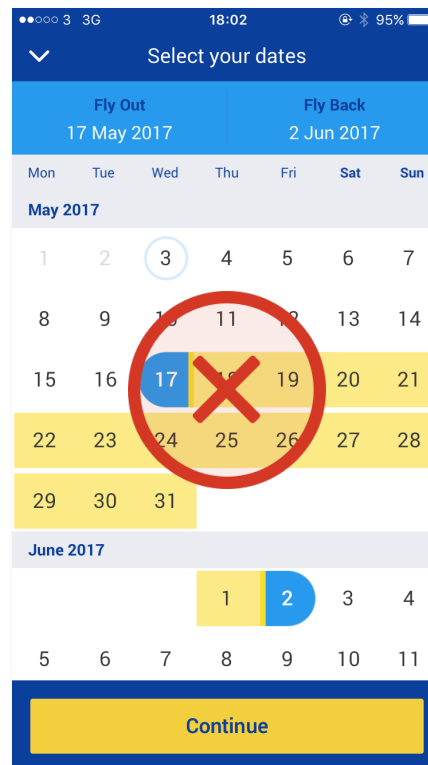 3 3G 18:02 95%
Select your dates
Fly Out Fly Back
17 May 2017 2 Jun 2017
Mon Tue Wed Thu Fri Sat Sun
May 2017
1 2 3 4 5 6 7
8 9 10 11 12 13 14
15 16 17 18 19 20 21
22 23 24 25 26 27 28
29 30 31
June 2017
1 2 3 4
5 6 7 8 9 10 11
Continue